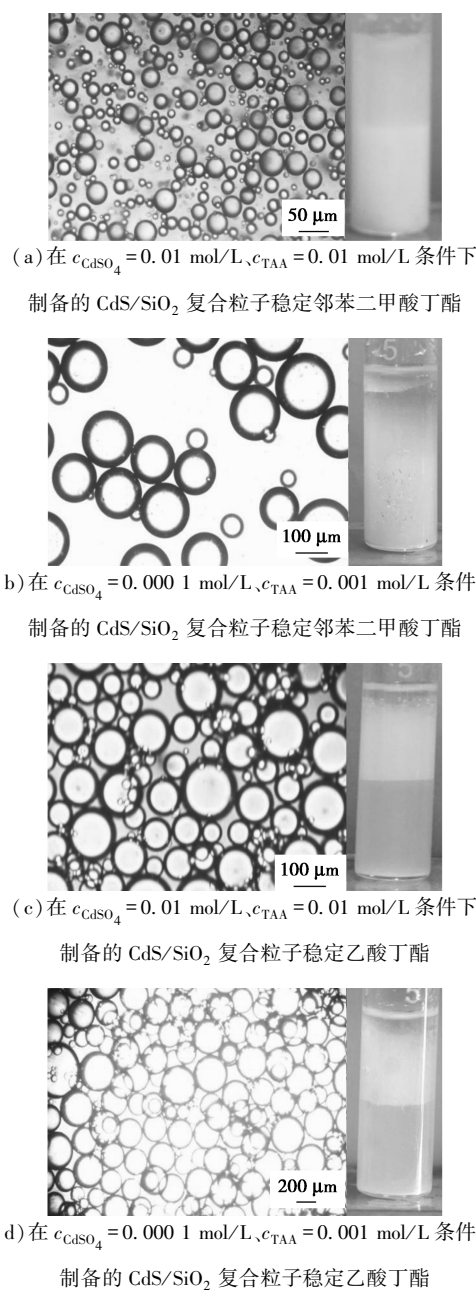 50 μm
(a)在 c_CdSO4 = 0. 01 mol/L、c_TAA = 0. 01 mol/L 条件下
制备的 CdS/SiO2 复合粒子稳定邻苯二甲酸丁酯
5
100 μm
b)在 c_CdSO4 = 0. 000 1 mol/L、c_TAA = 0. 001 mol/L 条件
制备的 CdS/SiO2 复合粒子稳定邻苯二甲酸丁酯
5
100 μm
(c)在 c_CdSO4 = 0. 01 mol/L、c_TAA = 0. 01 mol/L 条件下
制备的 CdS/SiO2 复合粒子稳定乙酸丁酯
5
200 μm
d)在 c_CdSO4 = 0. 000 1 mol/L、c_TAA = 0. 001 mol/L 条件
制备的 CdS/SiO2 复合粒子稳定乙酸丁酯